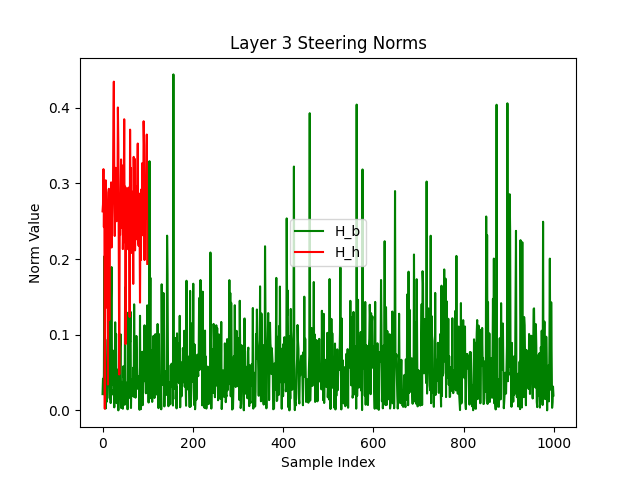 Layer 3 Steering Norms
Norm Value
0.4
0.3
0.2
0.1
0.0
H_b
H_h
0 200 400 600 800 1000
Sample Index